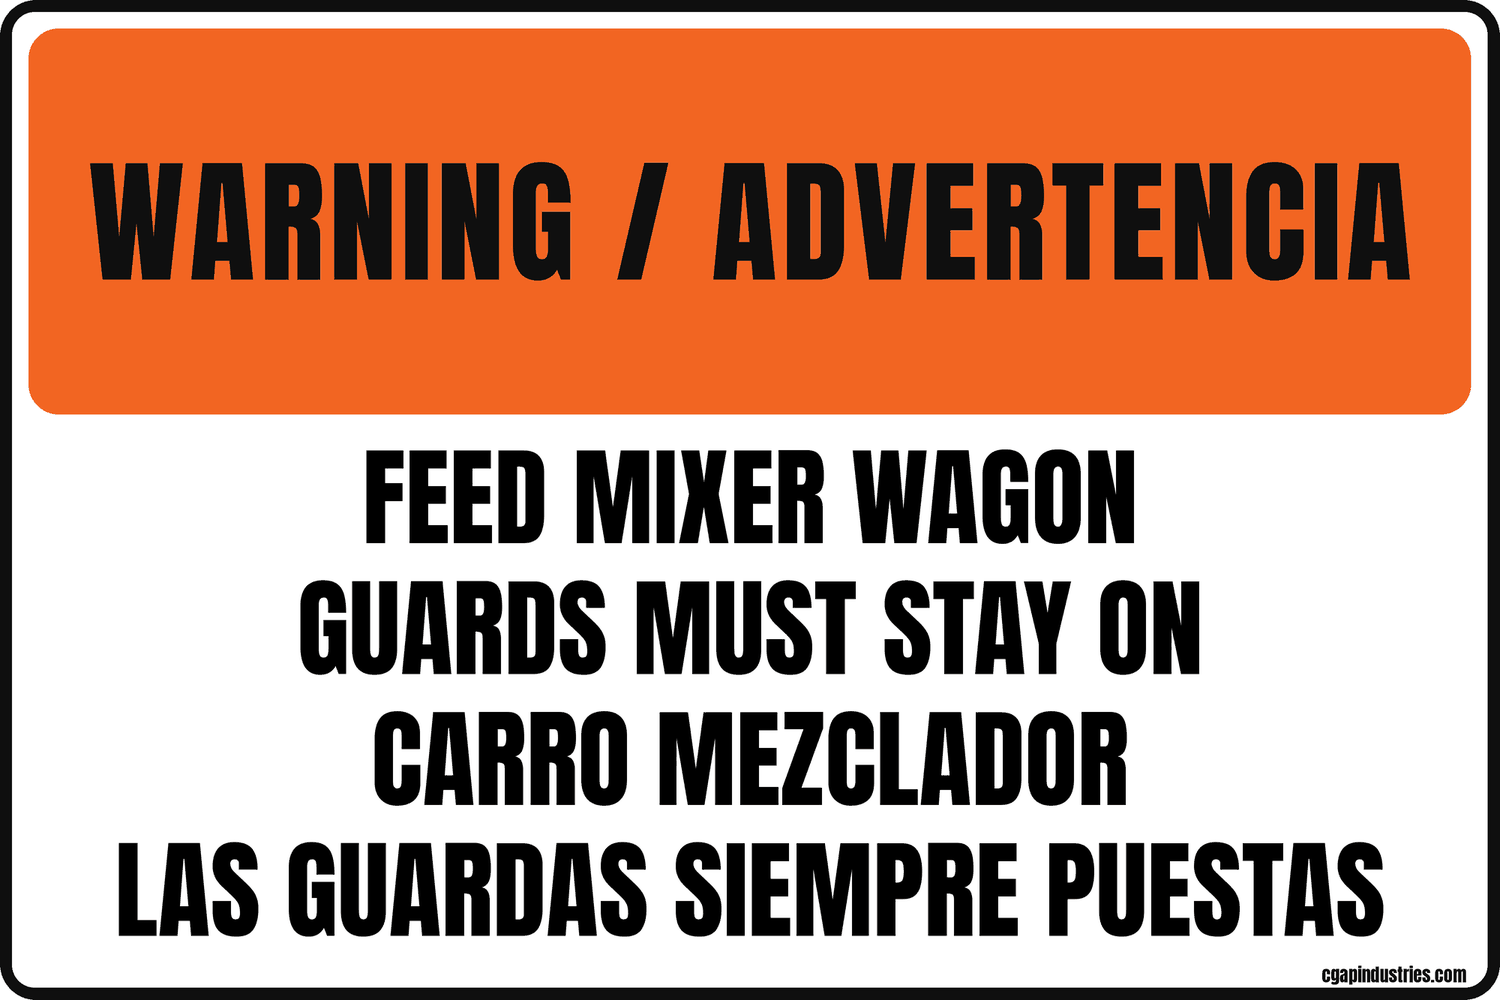 WARNING / ADVERTENCIA
FEED MIXER WAGON
GUARDS MUST STAY ON
CARRO MEZCLADOR
LAS GUARDAS SIEMPRE PUESTAS
cgapindustries.com